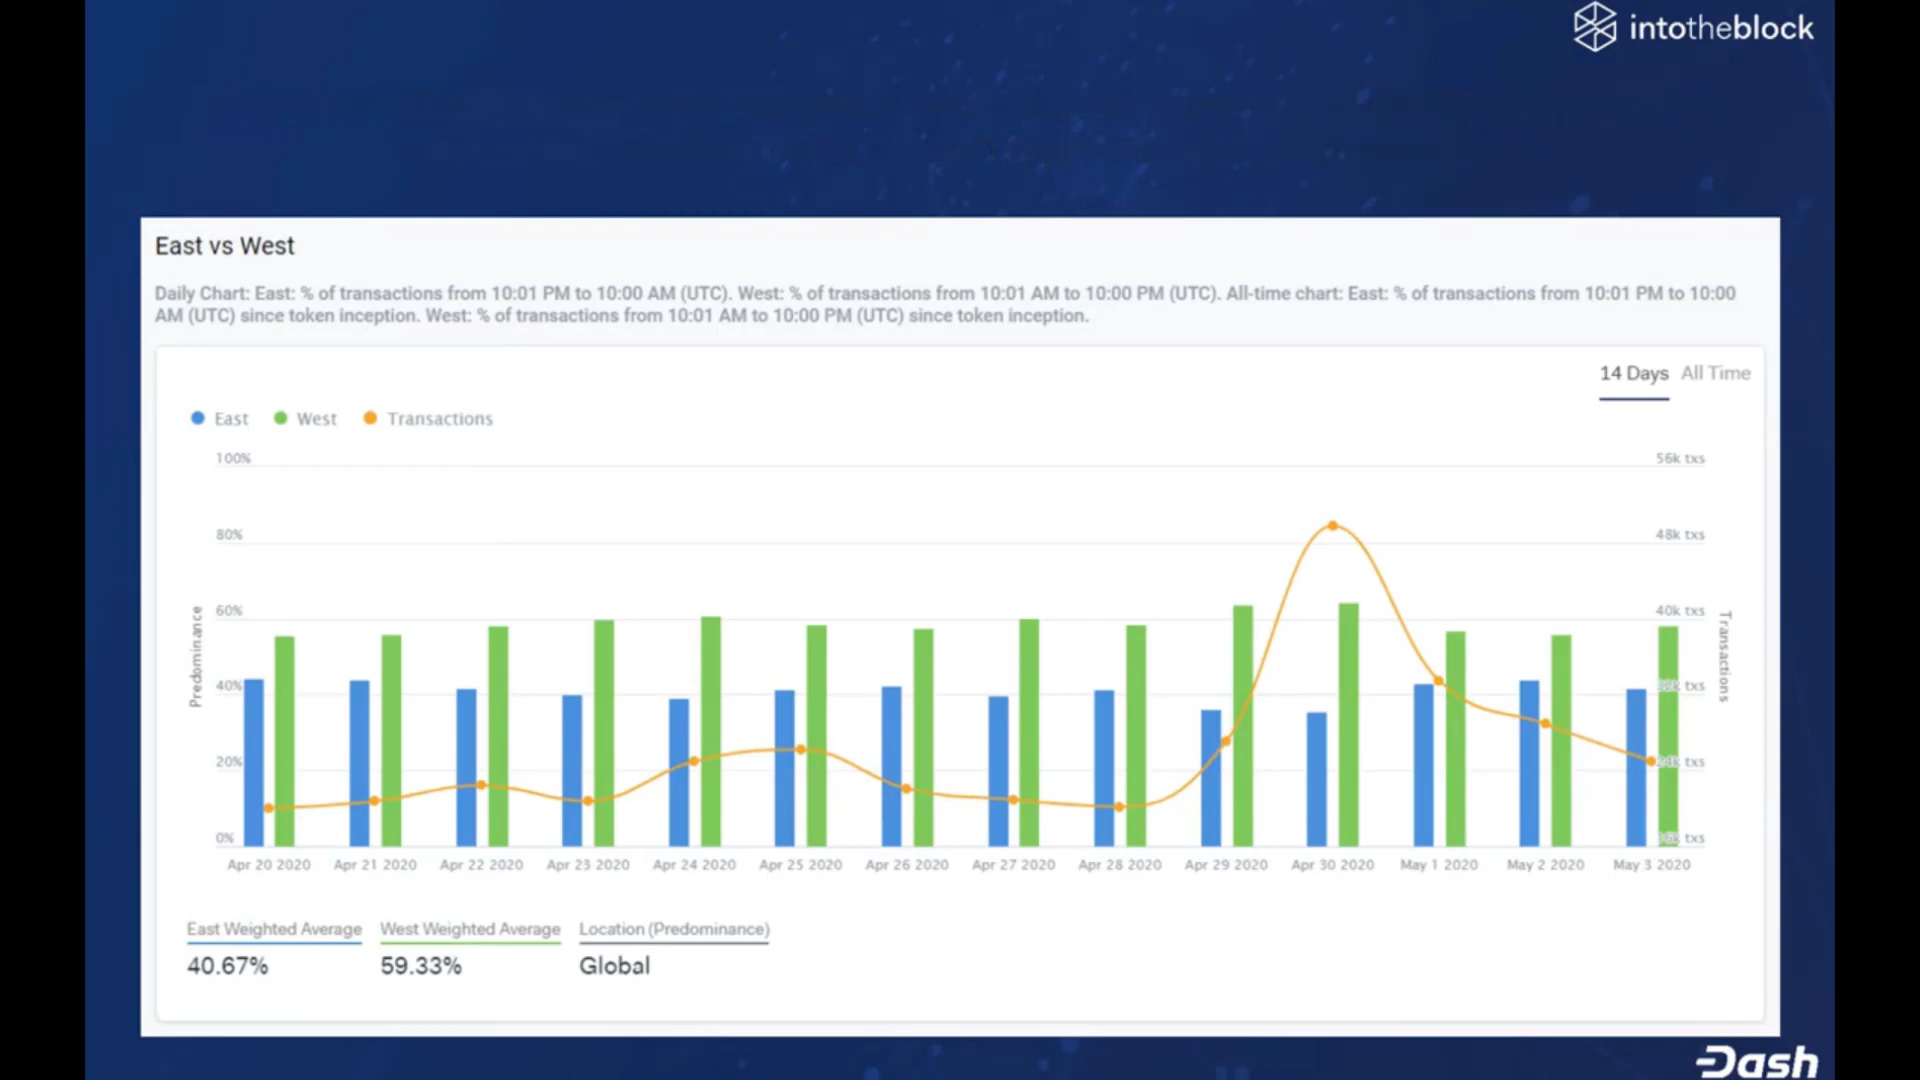 intotheblock
East vs West
Daily Chart: East: % of transactions from 10:01 PM to 10:00 AM (UTC). West: % of transactions from 10:01 AM to 10:00 PM (UTC). All-time chart: East: % of transactions from 10:01 PM to 10:00
AM (UTC) since token inception. West: % of transactions from 10:01 AM to 10:00 PM (UTC) since token inception.
14 Days All Time
East West Transactions
100% 56k txs
80% 48k txs
60% 40k txs
40% 32k txs
20% 24k txs
0% 16k txs
Predominance
Transactions
Apr 20 2020 Apr 21 2020 Apr 22 2020 Apr 23 2020 Apr 24 2020 Apr 25 2020 Apr 26 2020 Apr 27 2020 Apr 28 2020 Apr 29 2020 Apr 30 2020 May 1 2020 May 2 2020 May 3 2020
East Weighted Average West Weighted Average Location (Predominance)
40.67% 59.33% Global
Dash